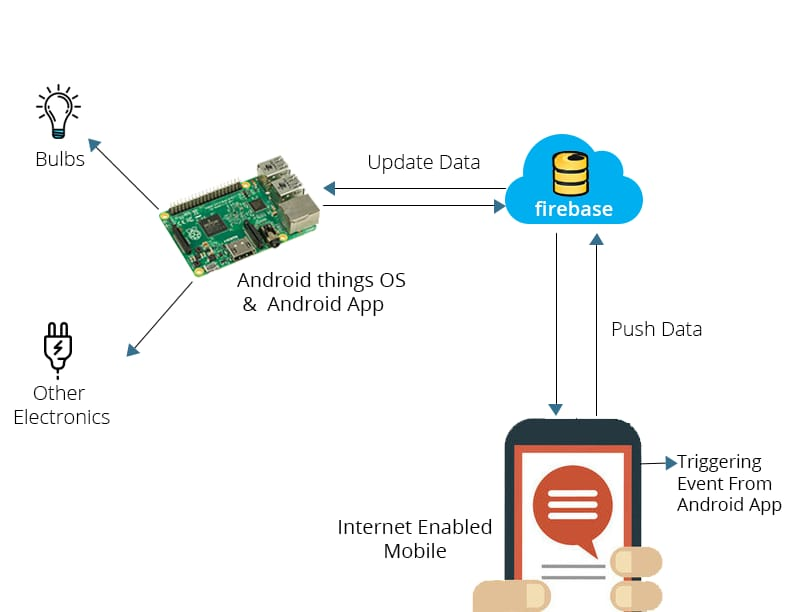 Bulbs
Update Data
firebase
Android things OS
& Android App
Push Data
Other
Electronics
Triggering
Event From
Android App
Internet Enabled
Mobile